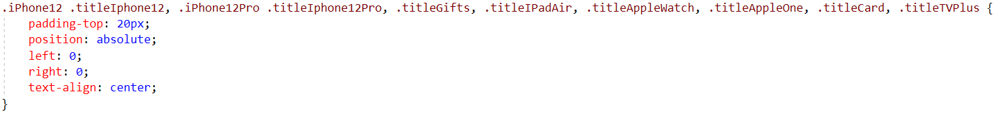 .iPhone12 .titleIphone12, .iPhone12Pro .titleIphone12Pro, .titleGifts, .titleIPadAir, .titleAppleWatch, .titleAppleOne, .titleCard, .titleTVPlus {
padding-top: 20px;
position: absolute;
left: 0;
right: 0;
text-align: center;
}